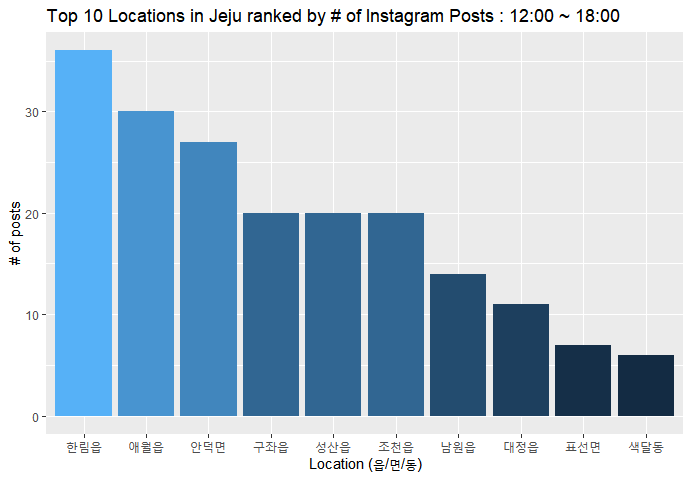 Top 10 Locations in Jeju ranked by # of Instagram Posts : 12:00 ~ 18:00
# of posts
30
20
10
0
한림읍 애월읍 안덕면 구좌읍 성산읍 조천읍 남원읍 대정읍 표선면 색달동
Location (읍/면/동)